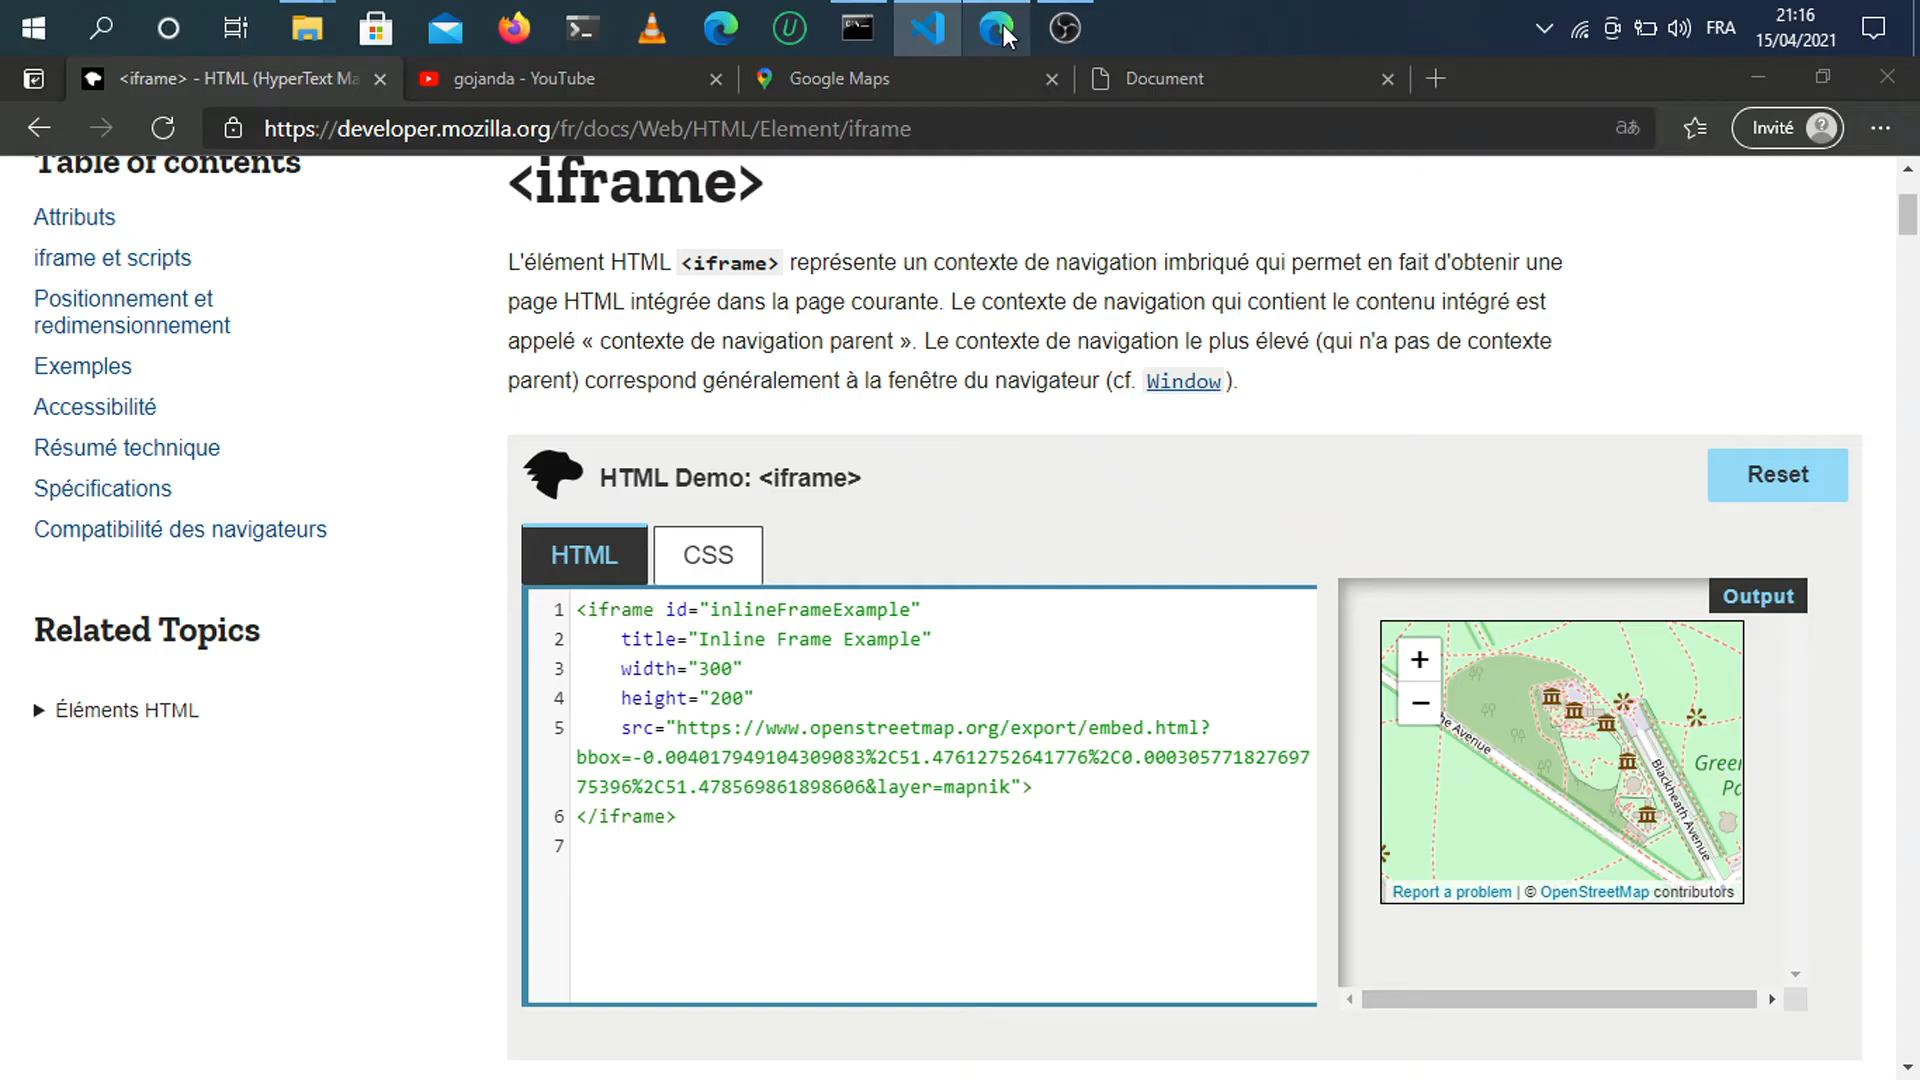 FRA
21:16
15/04/2021
<iframe> - HTML (HyperText Ma
gojanda - YouTube
Google Maps
Document
https://developer.mozilla.org/fr/docs/Web/HTML/Element/iframe
aあ
Invité
Table of contents
Attributs
iframe et scripts
Positionnement et
redimensionnement
Exemples
Accessibilité
Résumé technique
Spécifications
Compatibilité des navigateurs
Related Topics
Éléments HTML
<iframe>
L'élément HTML <iframe> représente un contexte de navigation imbriqué qui permet en fait d'obtenir une
page HTML intégrée dans la page courante. Le contexte de navigation qui contient le contenu intégré est
appelé « contexte de navigation parent ». Le contexte de navigation le plus élevé (qui n'a pas de contexte
parent) correspond généralement à la fenêtre du navigateur (cf. Window ).
HTML Demo: <iframe>
Reset
HTML
CSS
1 <iframe id="inlineFrameExample"
2 title="Inline Frame Example"
3 width="300"
4 height="200"
5 src="https://www.openstreetmap.org/export/embed.html?
bbox=-0.004017949104309083%2C51.47612752641776%2C0.000305771827697
75396%2C51.478569861898606&layer=mapnik">
6 </iframe>
7
Output
+
−
he Avenue
Blackheath Avenue
Green
Pa
Report a problem | © OpenStreetMap contributors